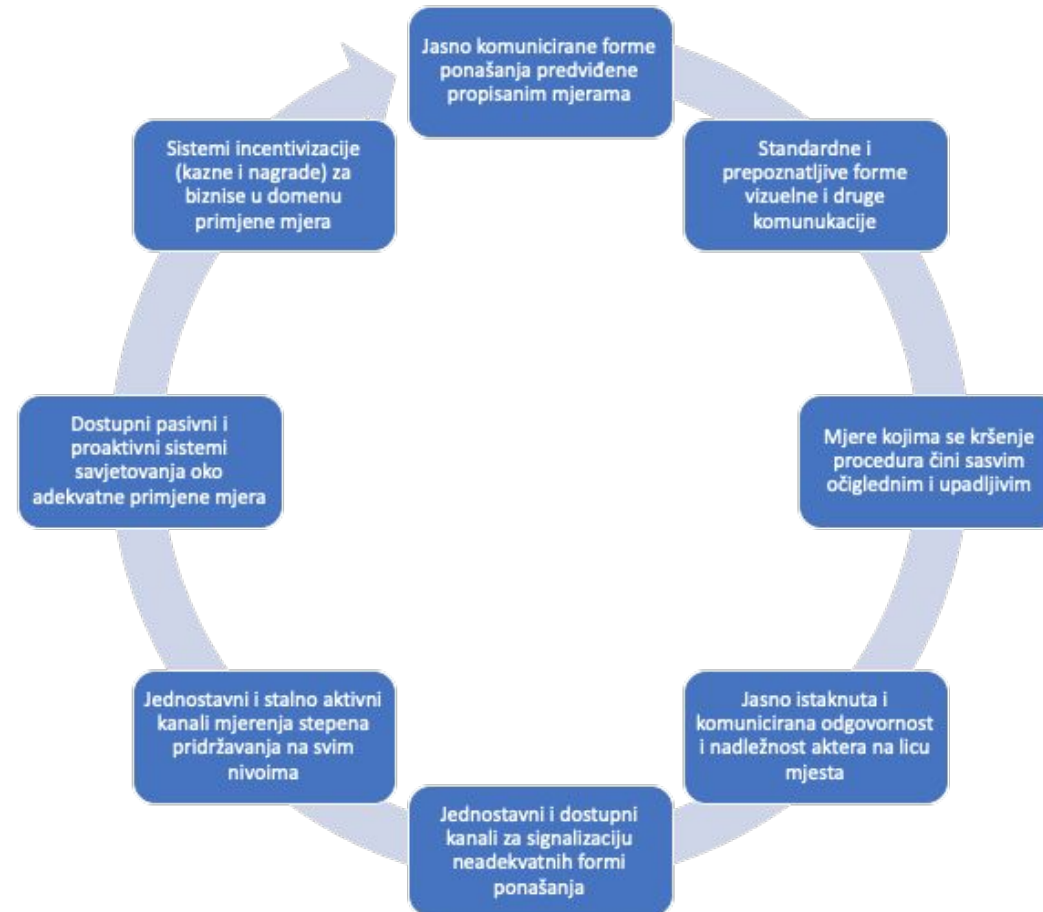 Jasno komunicirane forme
ponašanja predviđene
propisanim mjerama
Standardne i
prepoznatljive forme
vizuelne i druge
komunukacije
Mjere kojima se kršenje
procedura čini sasvim
očiglednim i upadljivim
Jasno istaknuta i
komunicirana odgovornost
i nadležnost aktera na licu
mjesta
Jednostavni i dostupni
kanali za signalizaciju
neadekvatnih formi
ponašanja
Jednostavni i stalno aktivni
kanali mjerenja stepena
pridržavanja na svim
nivoima
Dostupni pasivni i
proaktivni sistemi
savjetovanja oko
adekvatne primjene mjera
Sistemi incentivizacije
(kazne i nagrade) za
biznise u domenu
primjene mjera